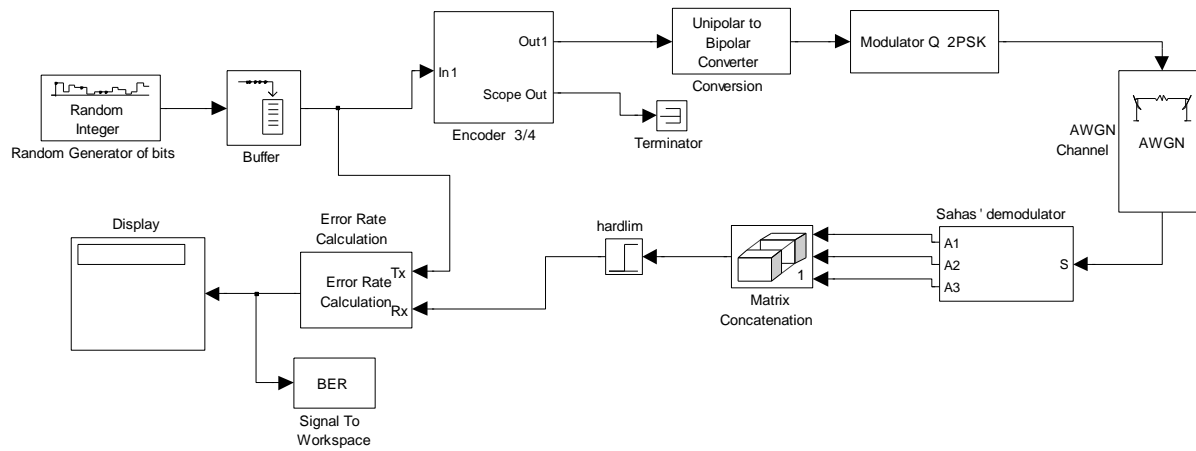 Random
Integer
Random Generator of bits
Buffer
In1
Out1
Scope Out
Encoder 3/4
Terminator
Unipolar to
Bipolar
Converter
Conversion
Modulator Q 2PSK
AWGN
Channel
AWGN
Sahas ' demodulator
A1
A2
A3
S
1
Matrix
Concatenation
hardlim
Error Rate
Calculation
Error Rate
Calculation
Tx
Rx
Display
BER
Signal To
Workspace